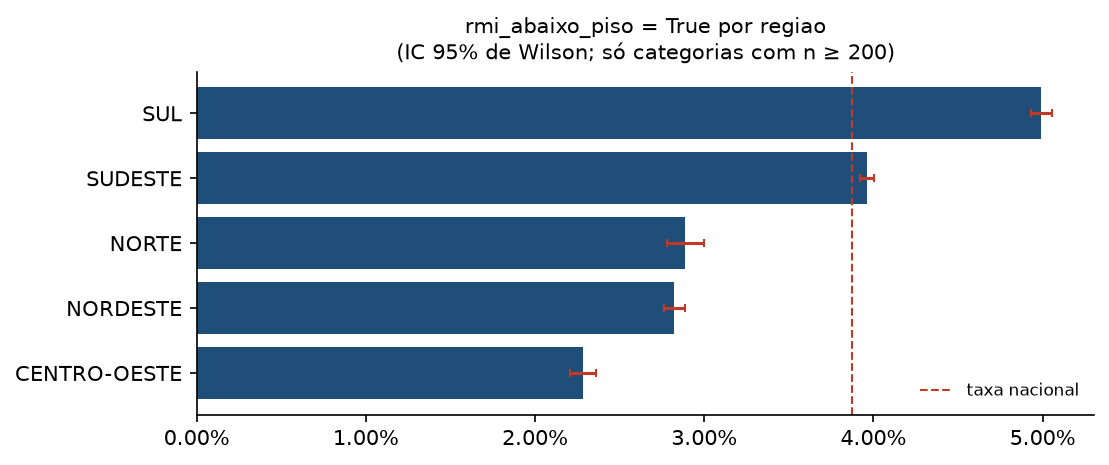 rmi_abaixo_piso = True por regiao
(IC 95% de Wilson; só categorias com n ≥ 200)
SUL
SUDESTE
NORTE
NORDESTE
CENTRO-OESTE
taxa nacional
0.00% 1.00% 2.00% 3.00% 4.00% 5.00%